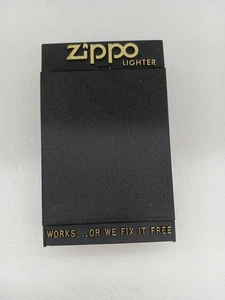 Zippo
LIGHTER
WORKS...OR WE FIX IT FREE